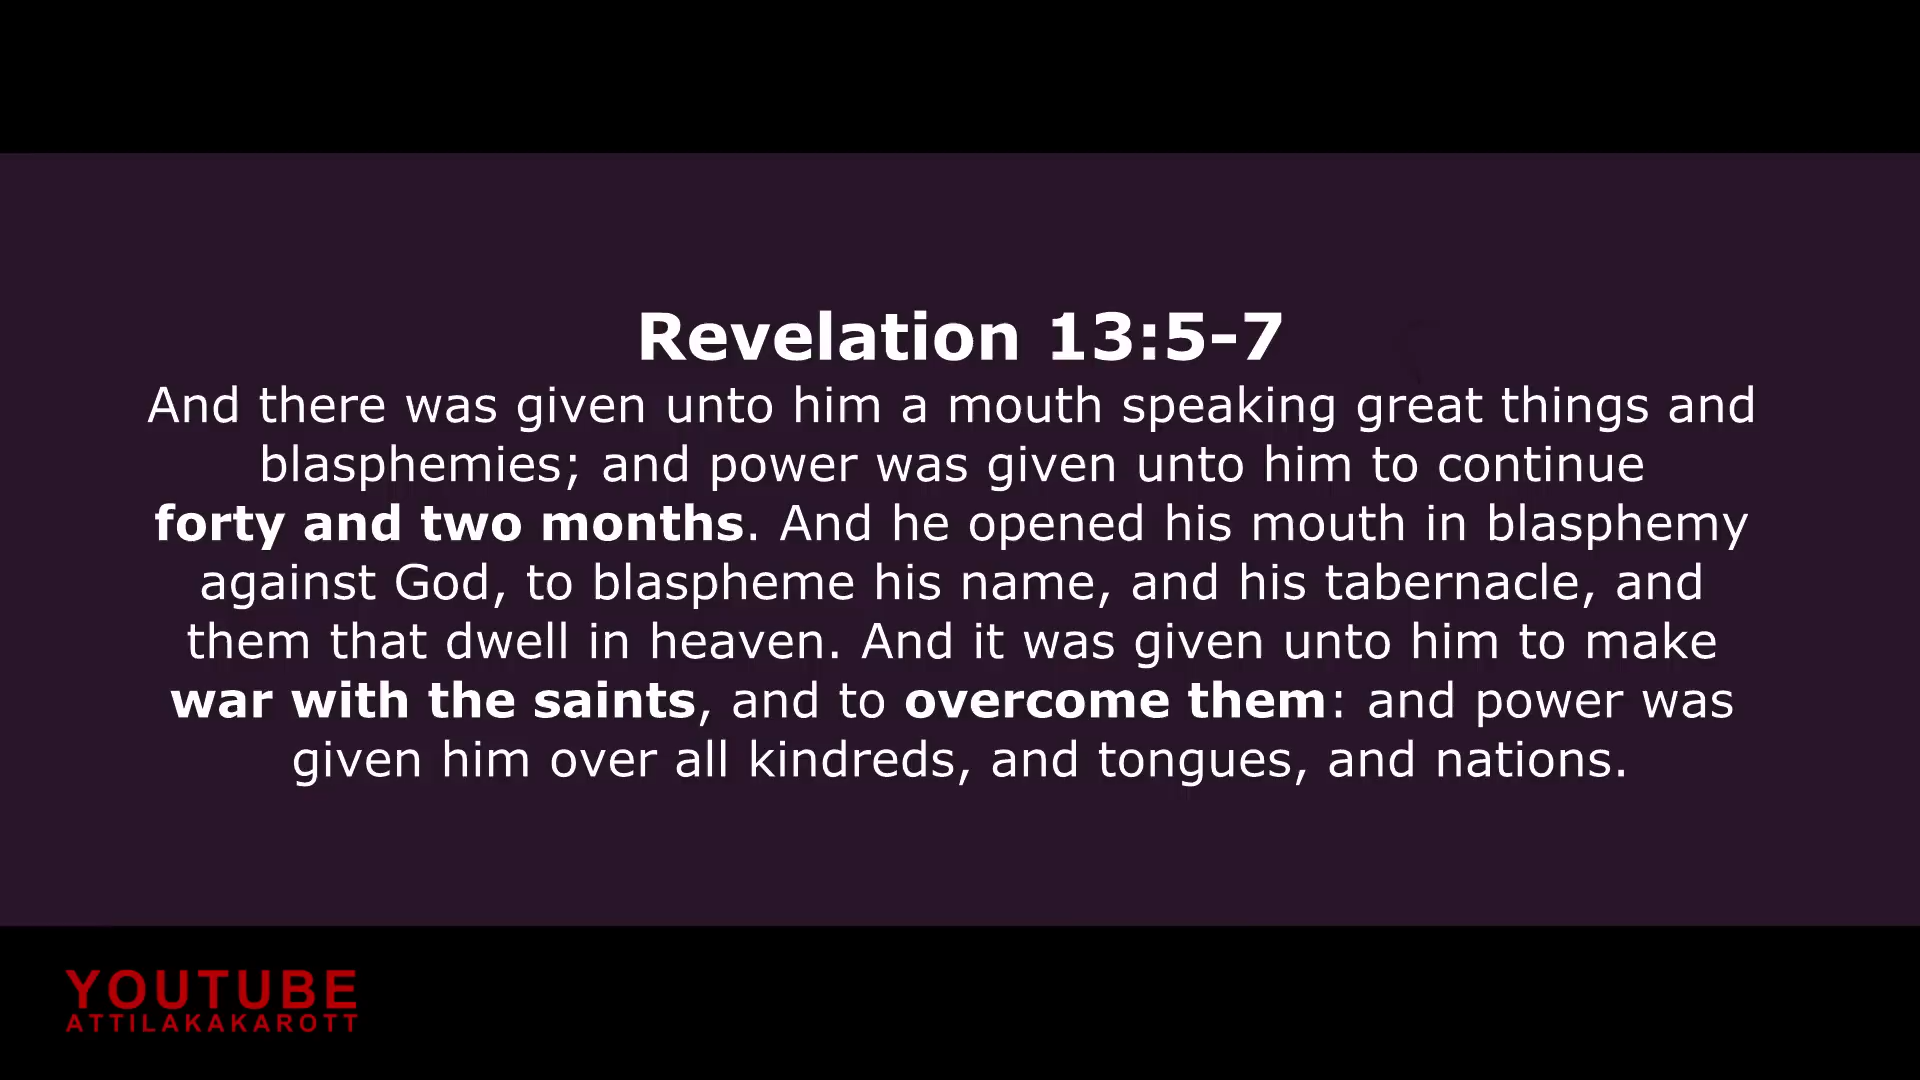 Revelation 13:5-7
And there was given unto him a mouth speaking great things and
blasphemies; and power was given unto him to continue
forty and two months. And he opened his mouth in blasphemy
against God, to blaspheme his name, and his tabernacle, and
them that dwell in heaven. And it was given unto him to make
war with the saints, and to overcome them: and power was
given him over all kindreds, and tongues, and nations.
YOUTUBE
ATTILAKAKAROTT